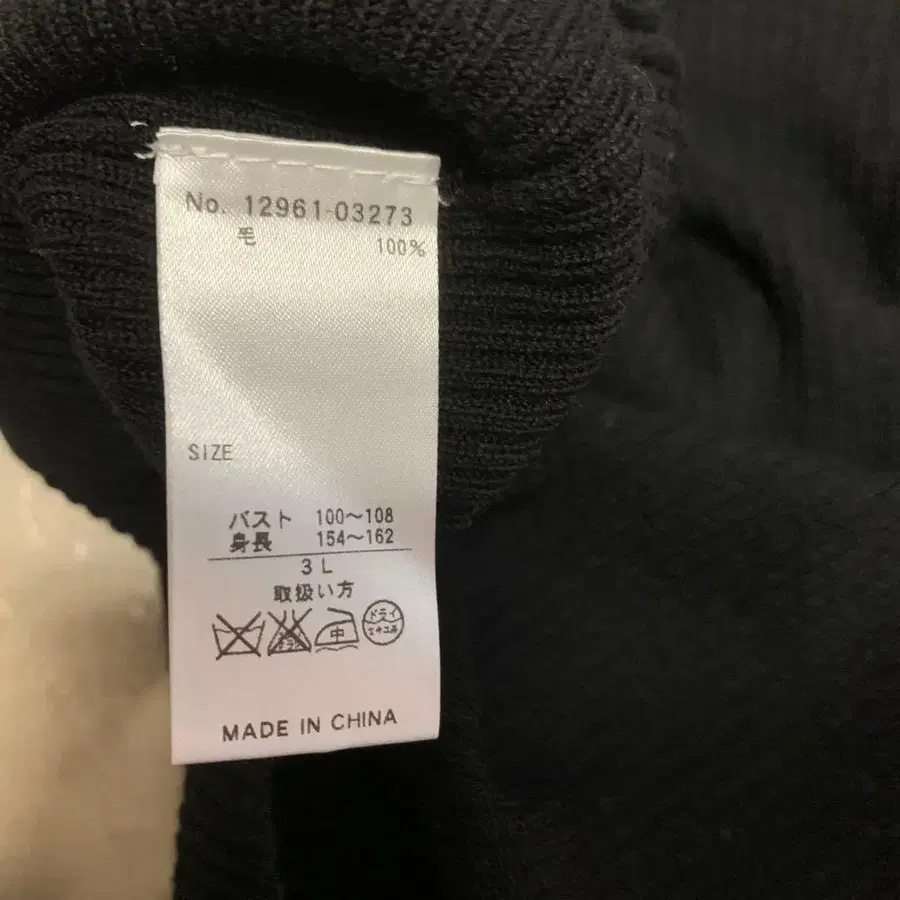 No. 12961-03273
毛 100%
SIZE
バスト 100～108
身長 154～162
3L
取扱い方
中 ドライ
MADE IN CHINA